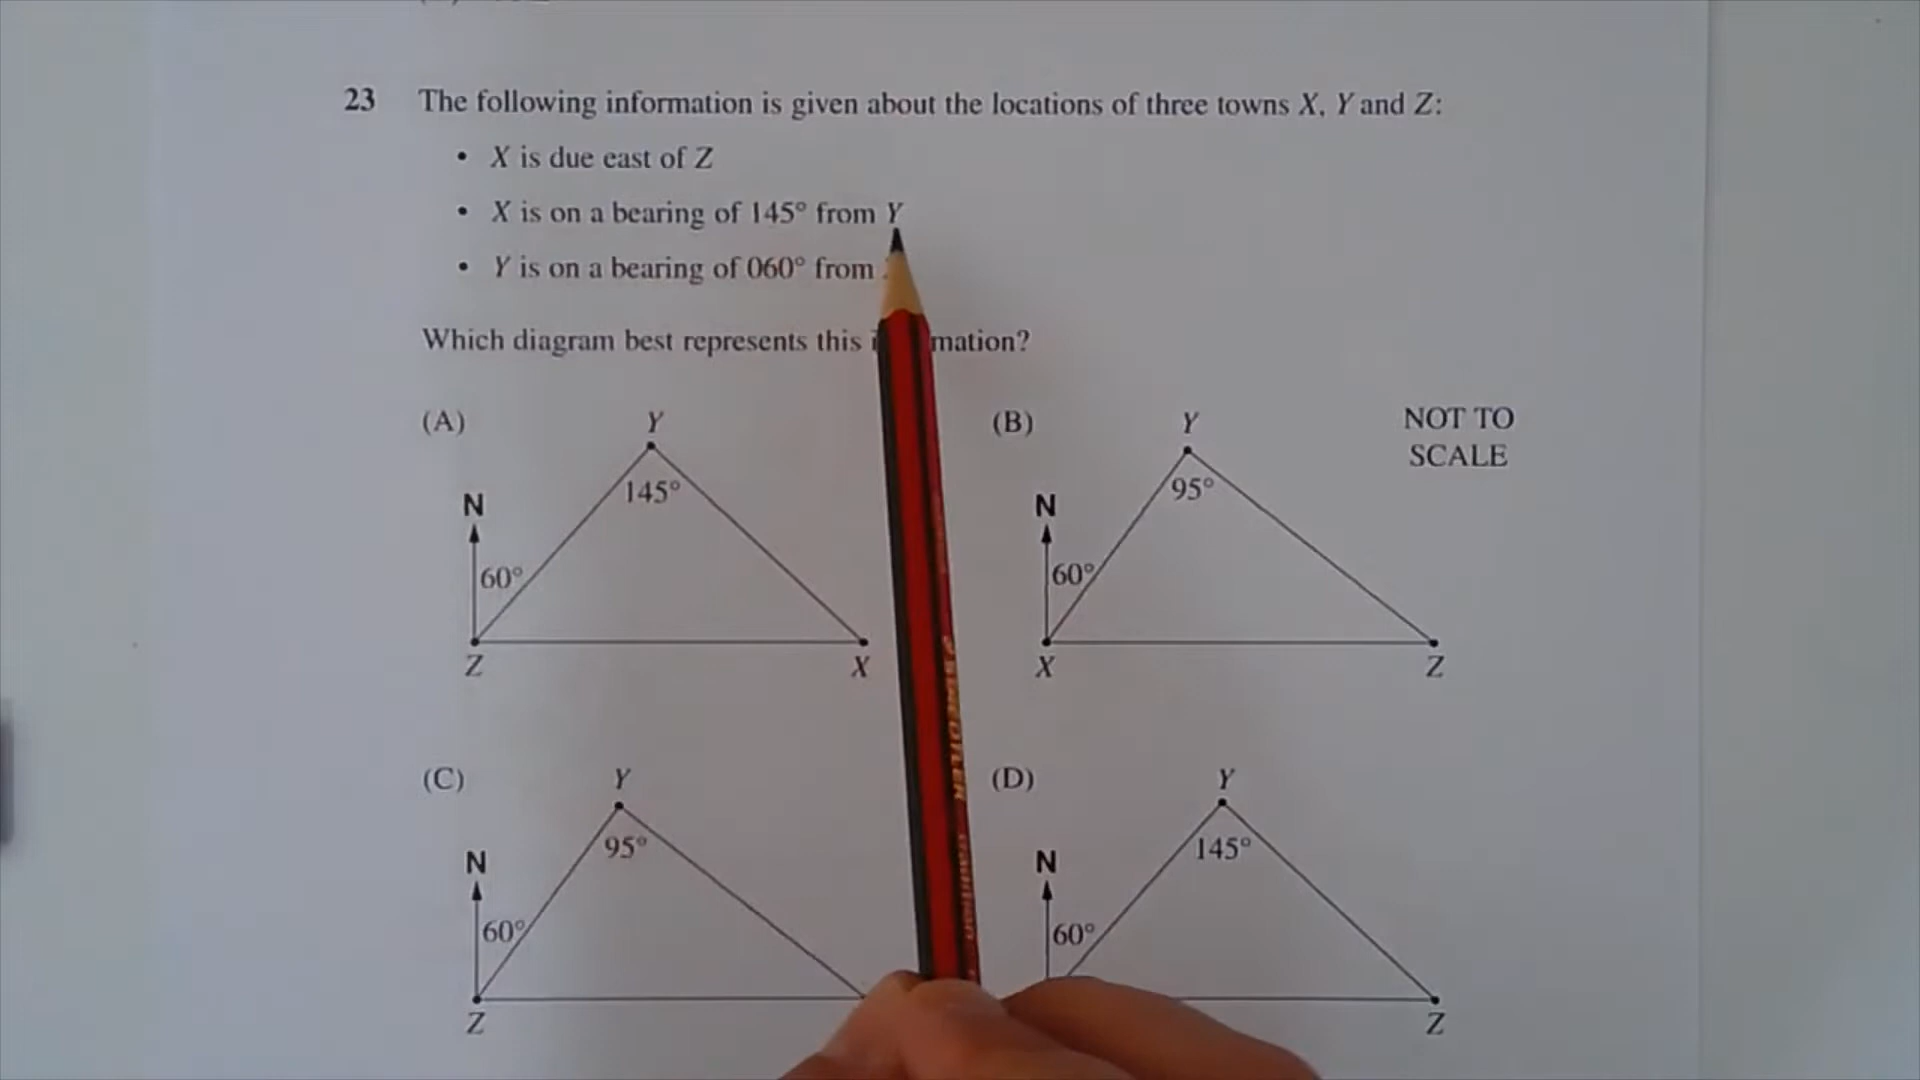 23 The following information is given about the locations of three towns X, Y and Z:
• X is due east of Z
• X is on a bearing of 145° from Y
• Y is on a bearing of 060° from
Which diagram best represents this mation?
(A) Y
145°
N
60°
Z X
(B) Y
95°
N
60°
X Z
NOT TO
SCALE
(C) Y
95°
N
60°
Z
(D) Y
145°
N
60°
Z